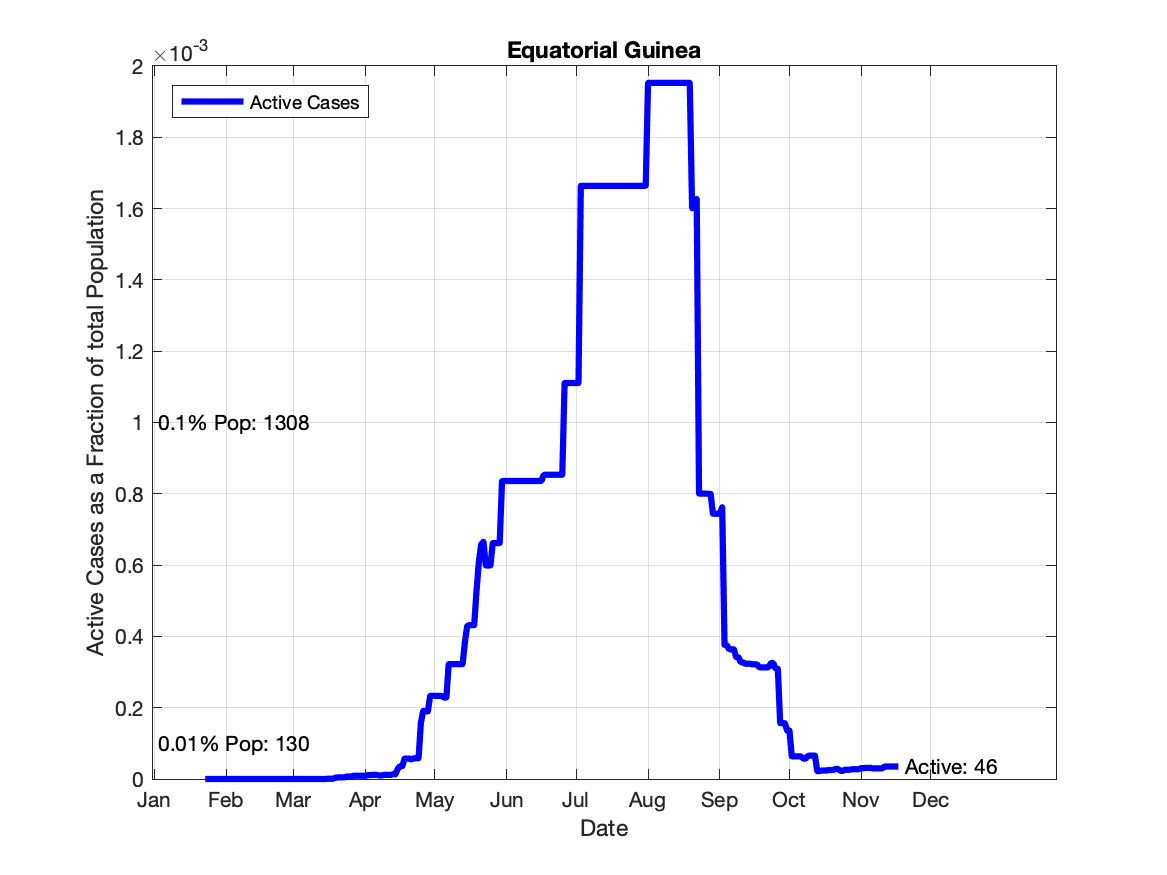 Equatorial Guinea
×10-3
Active Cases
2
1.8
1.6
1.4
1.2
1
0.8
0.6
0.4
0.2
0
Active Cases as a Fraction of total Population
0.1% Pop: 1308
0.01% Pop: 130
Active: 46
Jan Feb Mar Apr May Jun Jul Aug Sep Oct Nov Dec
Date